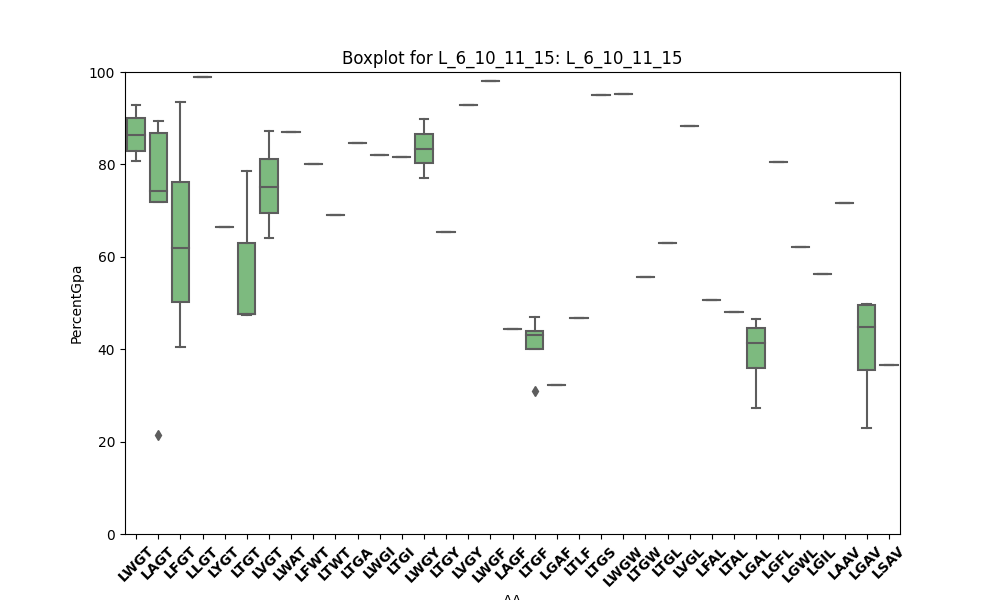 Boxplot for L_6_10_11_15: L_6_10_11_15
PercentGpa
100
80
60
40
20
0
LWGT LAGT LFGT LLGT LYGT LTGT LVGT LWAT LFWT LTWT LTGA LWGI LTGI LWGY LTGY LVGY LWGF LAGF LTGF LGAF LTLF LTGS LWGW LTGW LTGL LVGL LFAL LTAL LGAL LGFL LGWL LGIL LAAV LGAV LSAV
AA